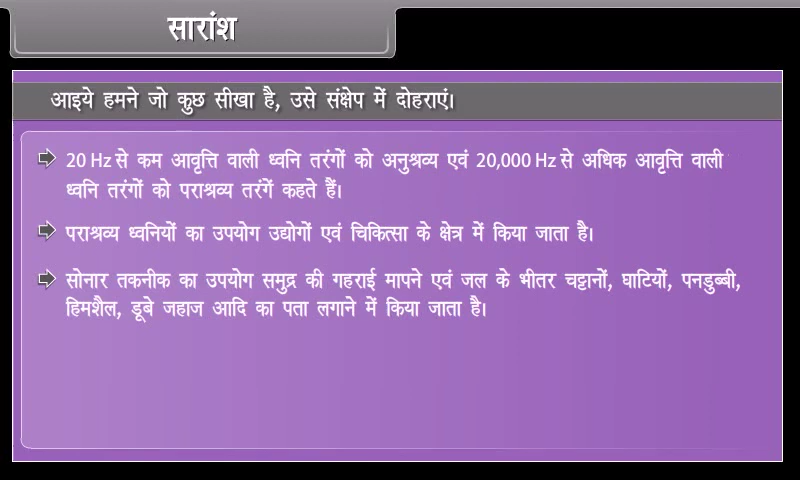 सारांश
आइये हमने जो कुछ सीखा है, उसे संक्षेप में दोहराएं।
20 Hz से कम आवृत्ति वाली ध्वनि तरंगों को अनुश्रव्य एवं 20,000 Hz से अधिक आवृत्ति वाली
ध्वनि तरंगों को पराश्रव्य तरंगें कहते हैं।
पराश्रव्य ध्वनियों का उपयोग उद्योगों एवं चिकित्सा के क्षेत्र में किया जाता है।
सोनार तकनीक का उपयोग समुद्र की गहराई मापने एवं जल के भीतर चट्टानों, घाटियों, पनडुब्बी,
हिमशैल, डूबे जहाज आदि का पता लगाने में किया जाता है।